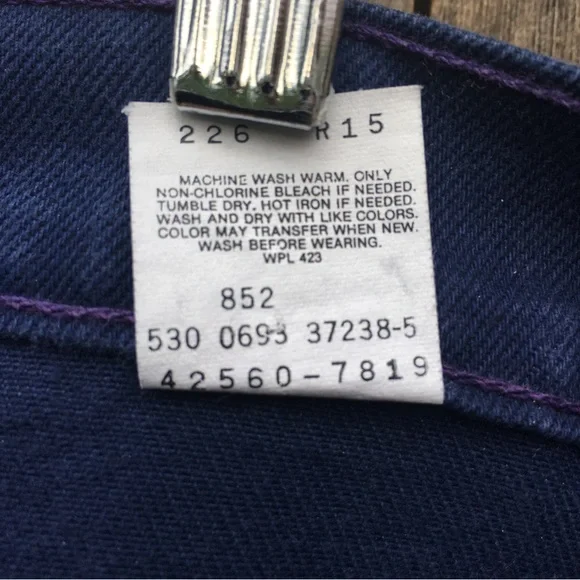 226 R15
MACHINE WASH WARM. ONLY
NON-CHLORINE BLEACH IF NEEDED.
TUMBLE DRY. HOT IRON IF NEEDED.
WASH AND DRY WITH LIKE COLORS.
COLOR MAY TRANSFER WHEN NEW.
WASH BEFORE WEARING.
WPL 423
852
530 0693 37238-5
42560-7819